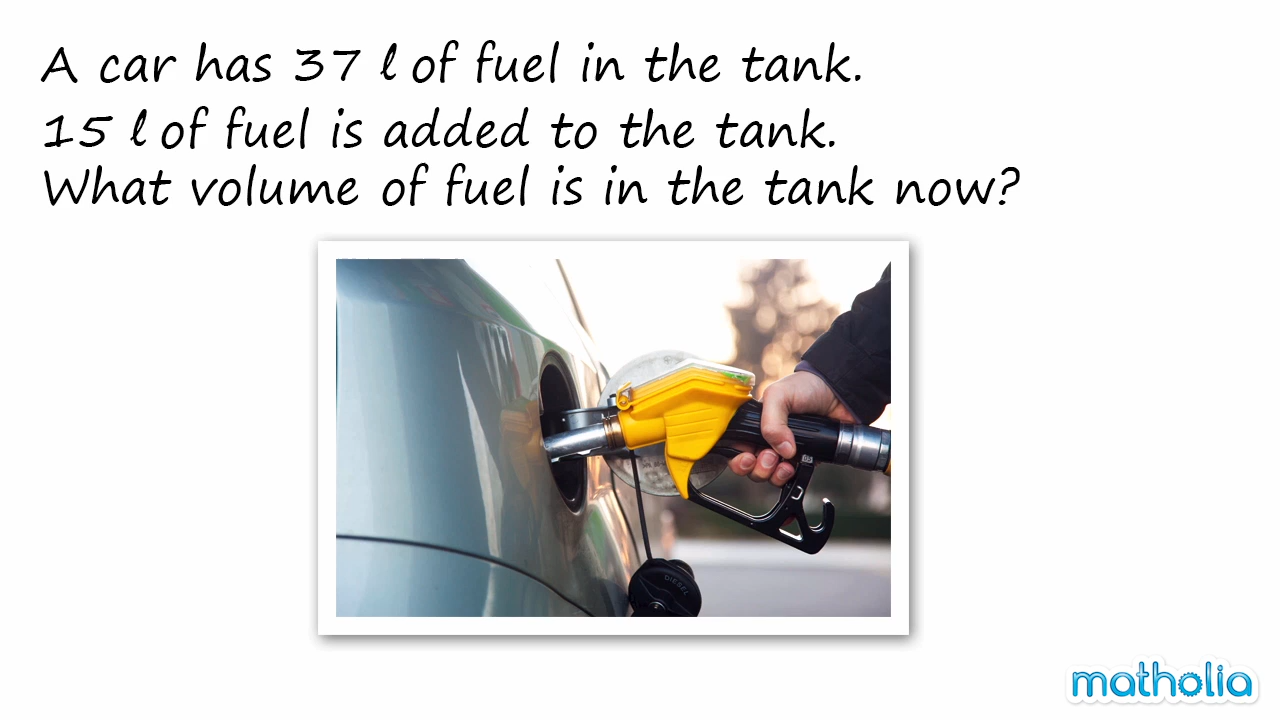 A car has 37 l of fuel in the tank.
15 l of fuel is added to the tank.
What volume of fuel is in the tank now?
DIESEL
matholia